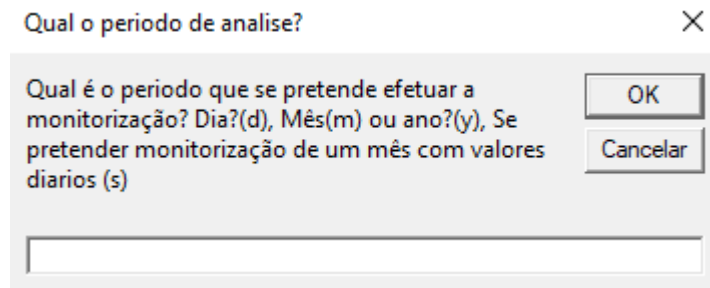 Qual o periodo de analise?
Qual é o periodo que se pretende efetuar a
monitorização? Dia?(d), Mês(m) ou ano?(y), Se
pretender monitorização de um mês com valores
diarios (s)
OK
Cancelar